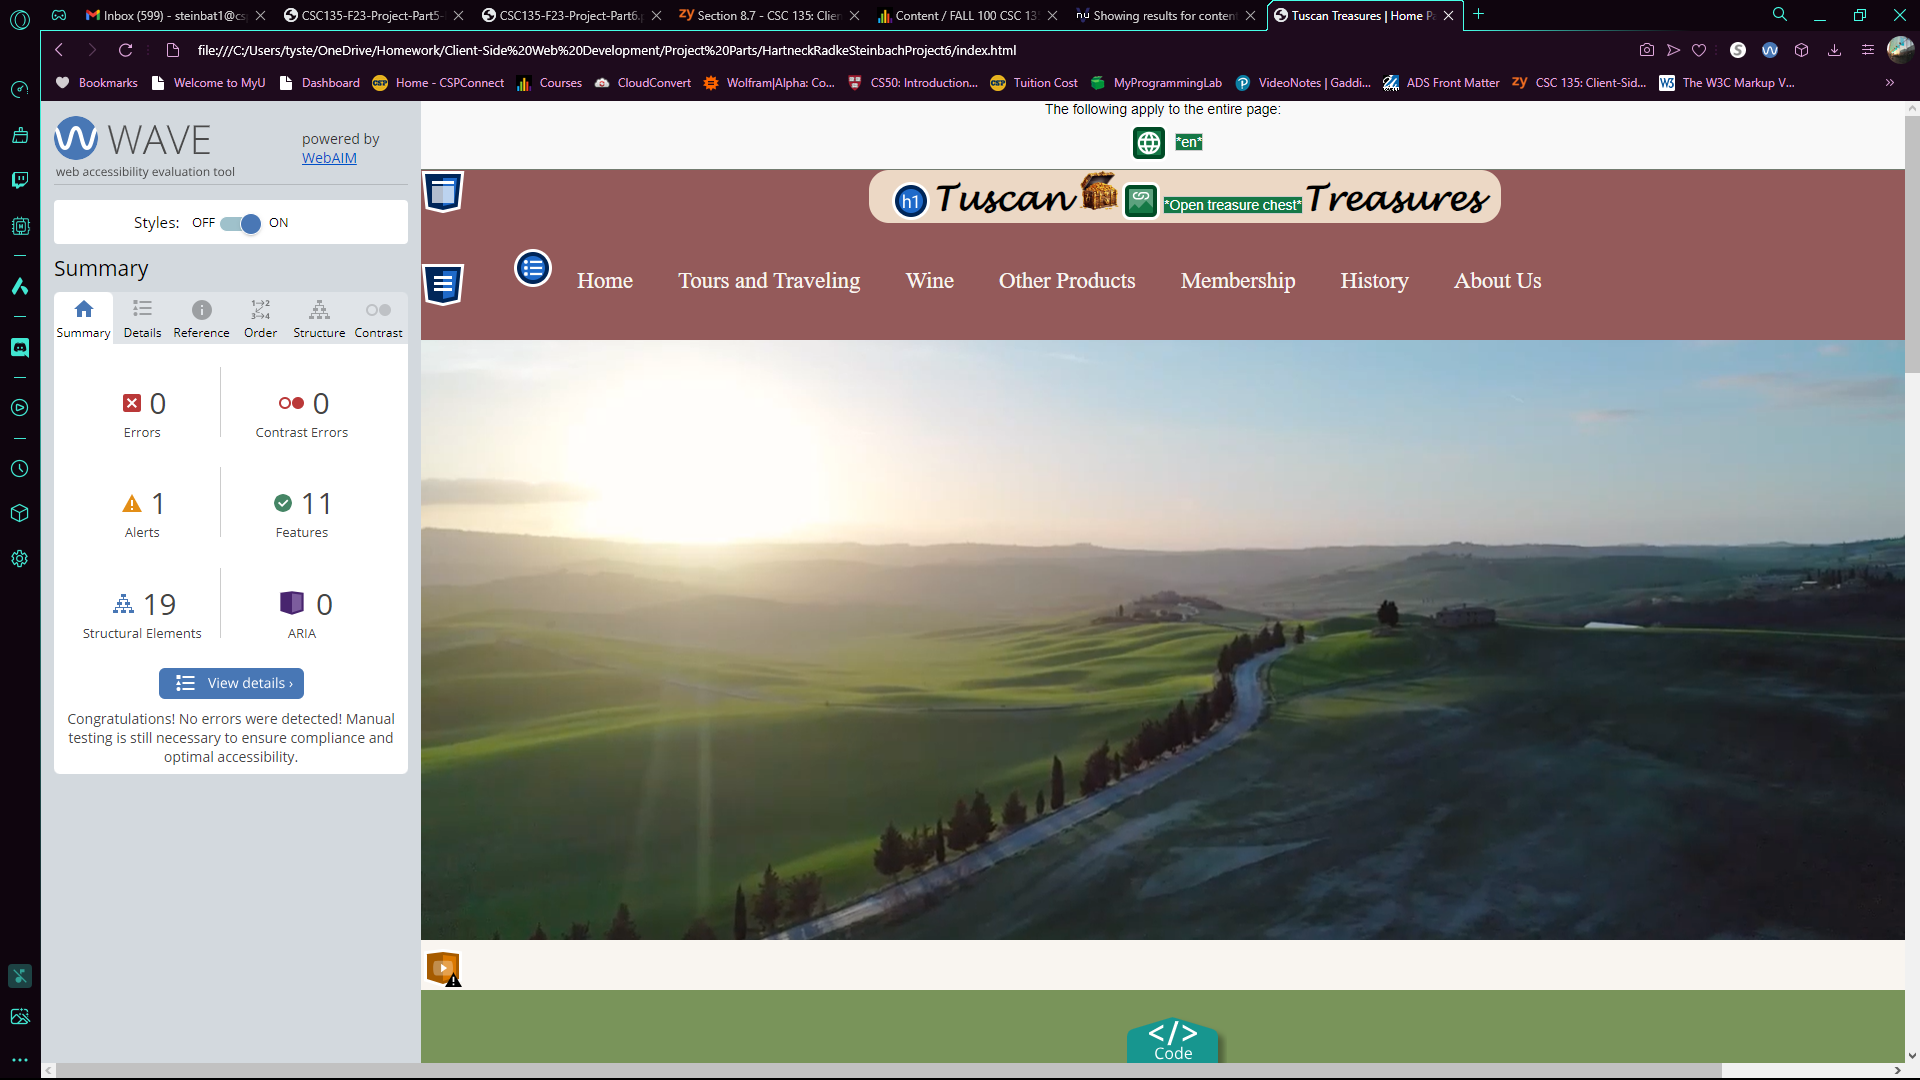 Inbox (599) - steinbat1@cs
CSC135-F23-Project-Part5-
CSC135-F23-Project-Part6.p
zy Section 8.7 - CSC 135: Clien
Content / FALL 100 CSC 13
nu Showing results for conten
Tuscan Treasures | Home Pa
file:///C:/Users/tyste/OneDrive/Homework/Client-Side%20Web%20Development/Project%20Parts/HartneckRadkeSteinbachProject6/index.html
Bookmarks Welcome to MyU Dashboard CSP Home - CSPConnect Courses CloudConvert Wolfram|Alpha: Co... CS50: Introduction... CSP Tuition Cost MyProgrammingLab VideoNotes | Gaddi... ADS Front Matter zy CSC 135: Client-Sid... W3 The W3C Markup V... »
WAVE
web accessibility evaluation tool
powered by
WebAIM
Styles: OFF ON
Summary
Summary Details Reference Order Structure Contrast
0
Errors
0
Contrast Errors
1
Alerts
11
Features
19
Structural Elements
0
ARIA
View details ›
Congratulations! No errors were detected! Manual
testing is still necessary to ensure compliance and
optimal accessibility.
The following apply to the entire page:
*en*
h1 Tuscan *Open treasure chest* Treasures
Home Tours and Traveling Wine Other Products Membership History About Us
</>
Code